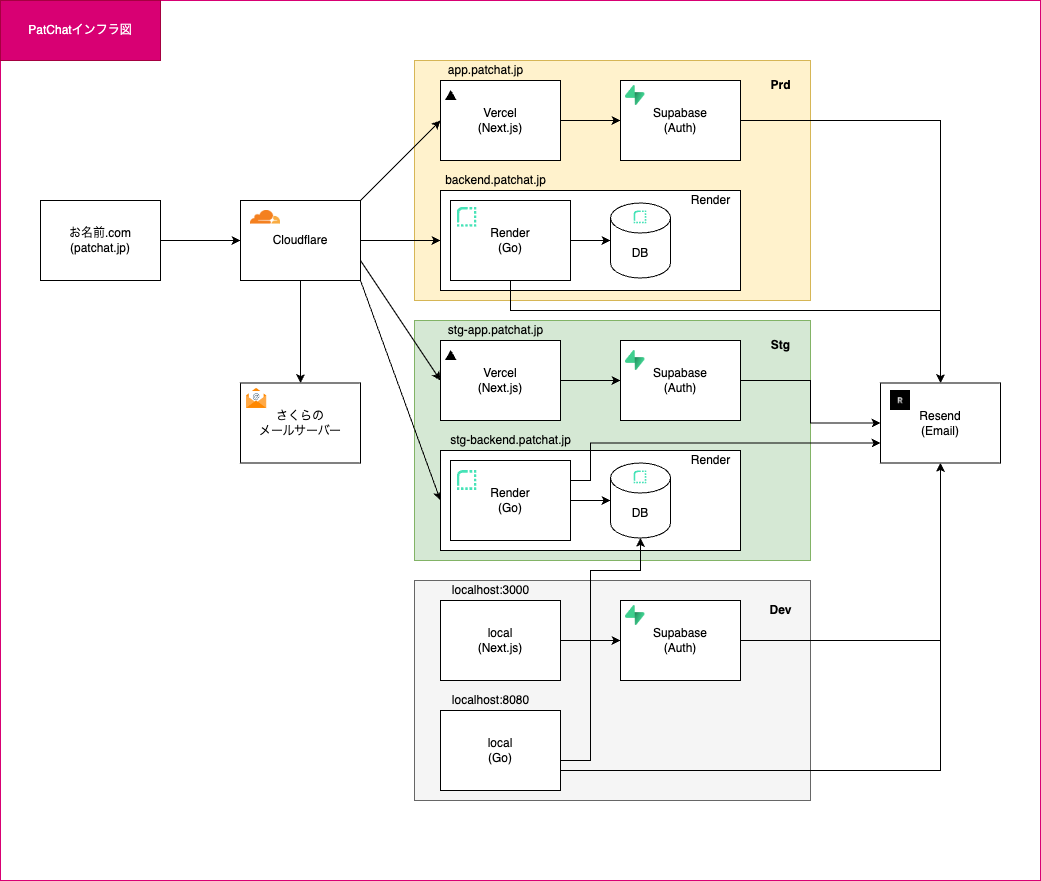 PatChatインフラ図
app.patchat.jp
Prd
Vercel
(Next.js)
Supabase
(Auth)
backend.patchat.jp
Render
Render
(Go)
DB
お名前.com
(patchat.jp)
Cloudflare
さくらの
メールサーバー
stg-app.patchat.jp
Stg
Vercel
(Next.js)
Supabase
(Auth)
stg-backend.patchat.jp
Render
Render
(Go)
DB
R
Resend
(Email)
localhost:3000
Dev
local
(Next.js)
Supabase
(Auth)
localhost:8080
local
(Go)